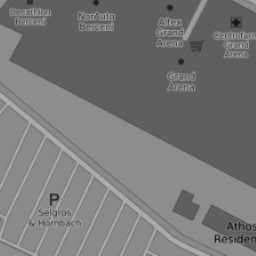 Decathlon
Berceni
NorAuto
Berceni
Altex
Grand
Arena
Centrofarm
Grand
Arena
Grand
Arena
P
Selgros
& Hornbach
Athos
Residen